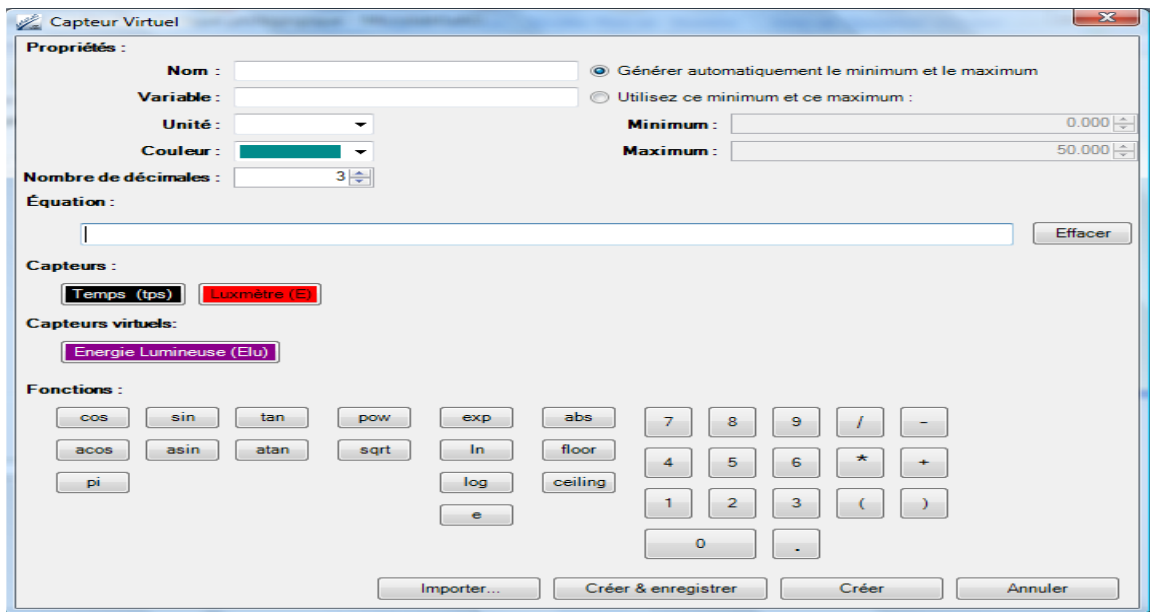 Capteur Virtuel
Propriétés :
Nom :
Générer automatiquement le minimum et le maximum
Variable :
Utilisez ce minimum et ce maximum :
Unité :
Minimum : 0.000
Couleur :
Maximum : 50.000
Nombre de décimales : 3
Équation :
Effacer
Capteurs :
Temps (tps) Luxmètre (E)
Capteurs virtuels:
Energie Lumineuse (Elu)
Fonctions :
cos sin tan pow exp abs 7 8 9 / -
acos asin atan sqrt ln floor 4 5 6 * +
pi log ceiling 1 2 3 ( )
e 0 .
Importer... Créer & enregistrer Créer Annuler